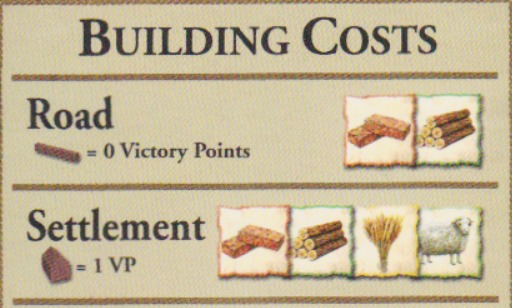 BUILDING COSTS
Road
= 0 Victory Points
Settlement
= 1 VP